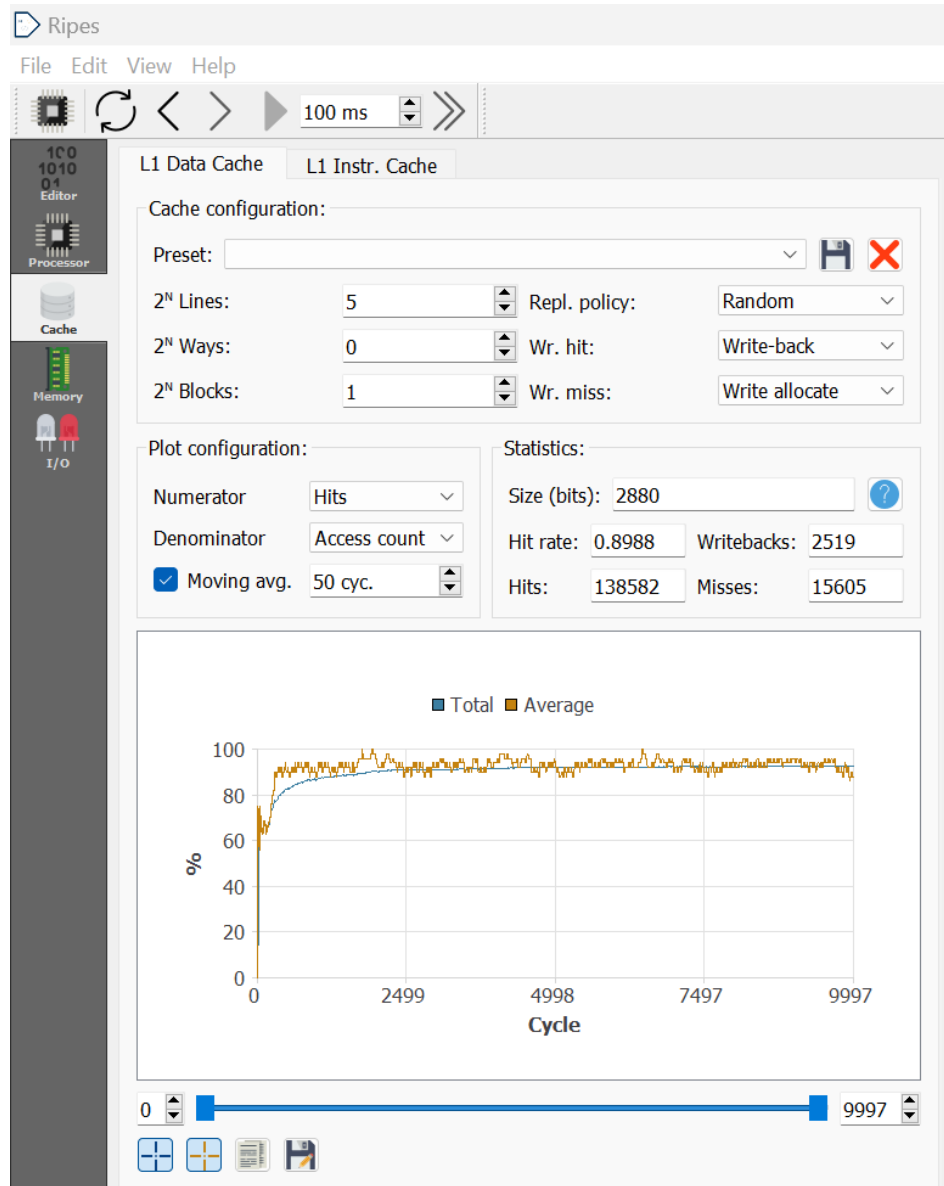 Ripes
File Edit View Help
100 ms
Editor
Processor
Cache
Memory
I/O
L1 Data Cache L1 Instr. Cache
Cache configuration:
Preset:
2ᴺ Lines: 5 Repl. policy: Random
2ᴺ Ways: 0 Wr. hit: Write-back
2ᴺ Blocks: 1 Wr. miss: Write allocate
Plot configuration:
Numerator Hits
Denominator Access count
Moving avg. 50 cyc.
Statistics:
Size (bits): 2880 ?
Hit rate: 0.8988 Writebacks: 2519
Hits: 138582 Misses: 15605
Total Average
100
80
60
40
20
0
%
0 2499 4998 7497 9997
Cycle
0 9997